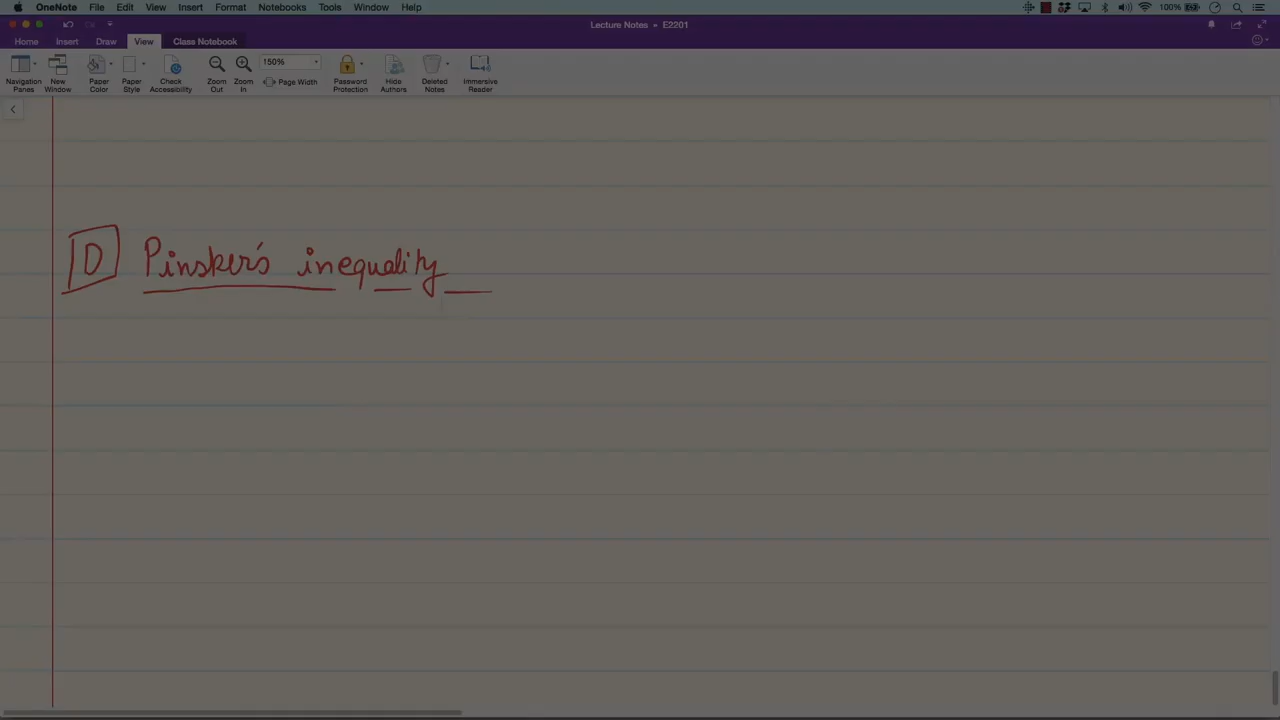 OneNote File Edit View Insert Format Notebooks Tools Window Help 100%
Lecture Notes • E2201
Home Insert Draw View Class Notebook
150%
Page Width
Navigation Panes New Window Paper Color Paper Style Check Accessibility Zoom Out Zoom In Password Protection Hide Authors Deleted Notes Immersive Reader
D Pinsker's inequality